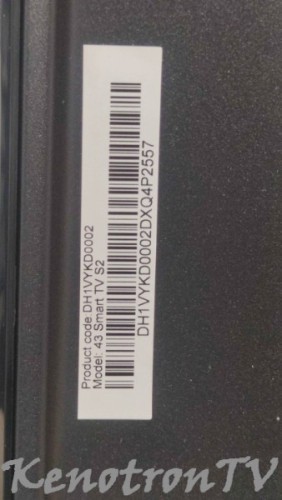 Product code:DH1VYKD0002
Model: 43 Smart TV S2
DH1VYKD0002DXQ4P2557
KenotronTV